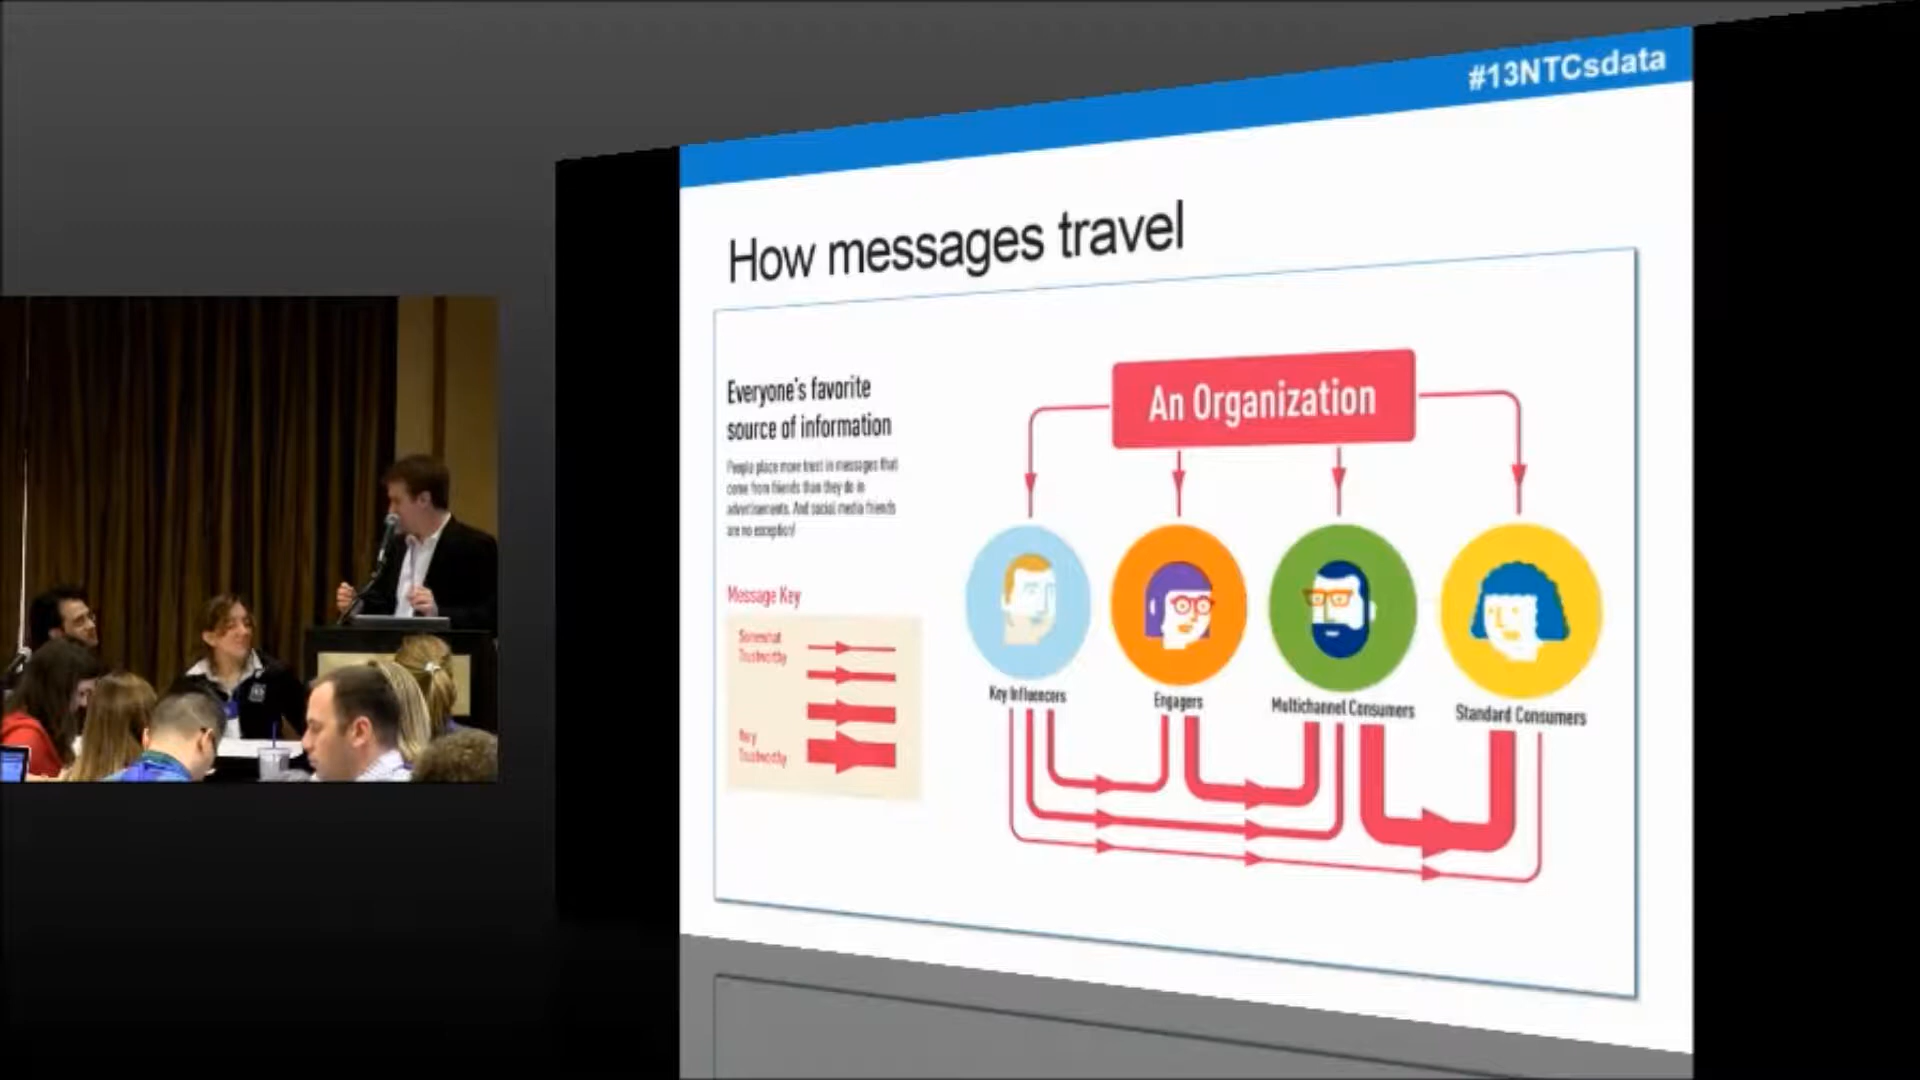 #13NTCsdata
How messages travel
Everyone's favorite
source of information
People place more trust in messages that
come from friends than they do in
advertisements. And social media friends
are no exception!
Message Key
Somewhat
Trustworthy
Very
Trustworthy
An Organization
Key Influencers
Engagers
Multichannel Consumers
Standard Consumers